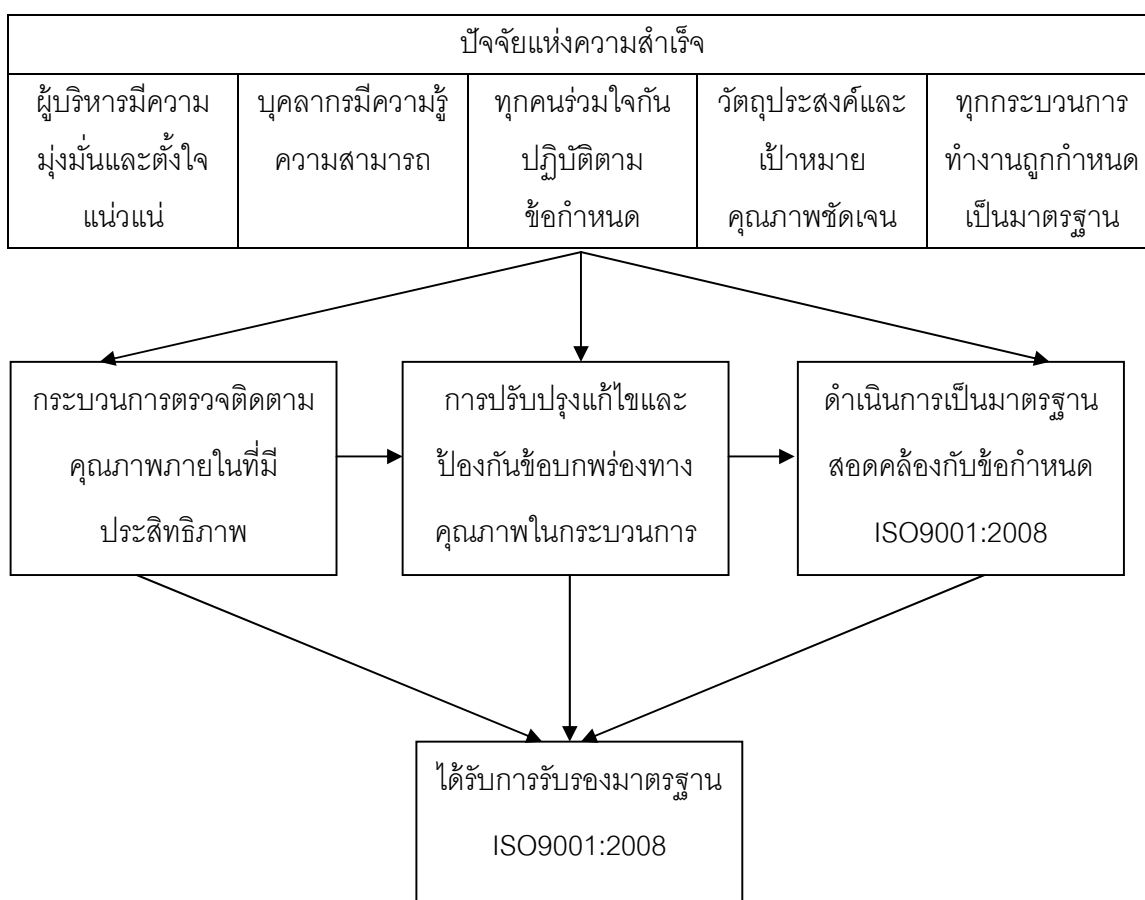 ปัจจัยแห่งความสำเร็จ
ผู้บริหารมีความ
มุ่งมั่นและตั้งใจ
แน่วแน่
บุคลากรมีความรู้
ความสามารถ
ทุกคนร่วมใจกัน
ปฏิบัติตาม
ข้อกำหนด
วัตถุประสงค์และ
เป้าหมาย
คุณภาพชัดเจน
ทุกกระบวนการ
ทำงานถูกกำหนด
เป็นมาตรฐาน
กระบวนการตรวจติดตาม
คุณภาพภายในที่มี
ประสิทธิภาพ
การปรับปรุงแก้ไขและ
ป้องกันข้อบกพร่องทาง
คุณภาพในกระบวนการ
ดำเนินการเป็นมาตรฐาน
สอดคล้องกับข้อกำหนด
ISO9001:2008
ได้รับการรับรองมาตรฐาน
ISO9001:2008